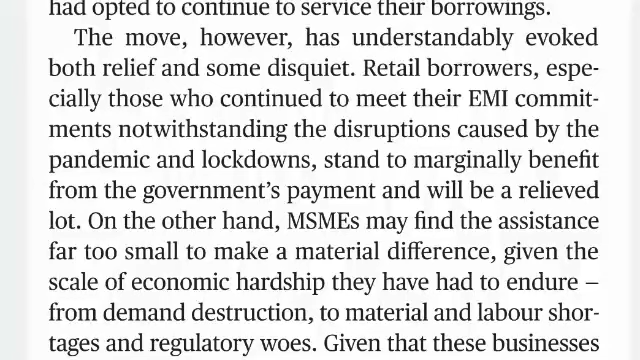 had opted to continue to service their borrowings.
The move, however, has understandably evoked
both relief and some disquiet. Retail borrowers, espe-
cially those who continued to meet their EMI commit-
ments notwithstanding the disruptions caused by the
pandemic and lockdowns, stand to marginally benefit
from the government's payment and will be a relieved
lot. On the other hand, MSMEs may find the assistance
far too small to make a material difference, given the
scale of economic hardship they have had to endure –
from demand destruction, to material and labour shor-
tages and regulatory woes. Given that these businesses